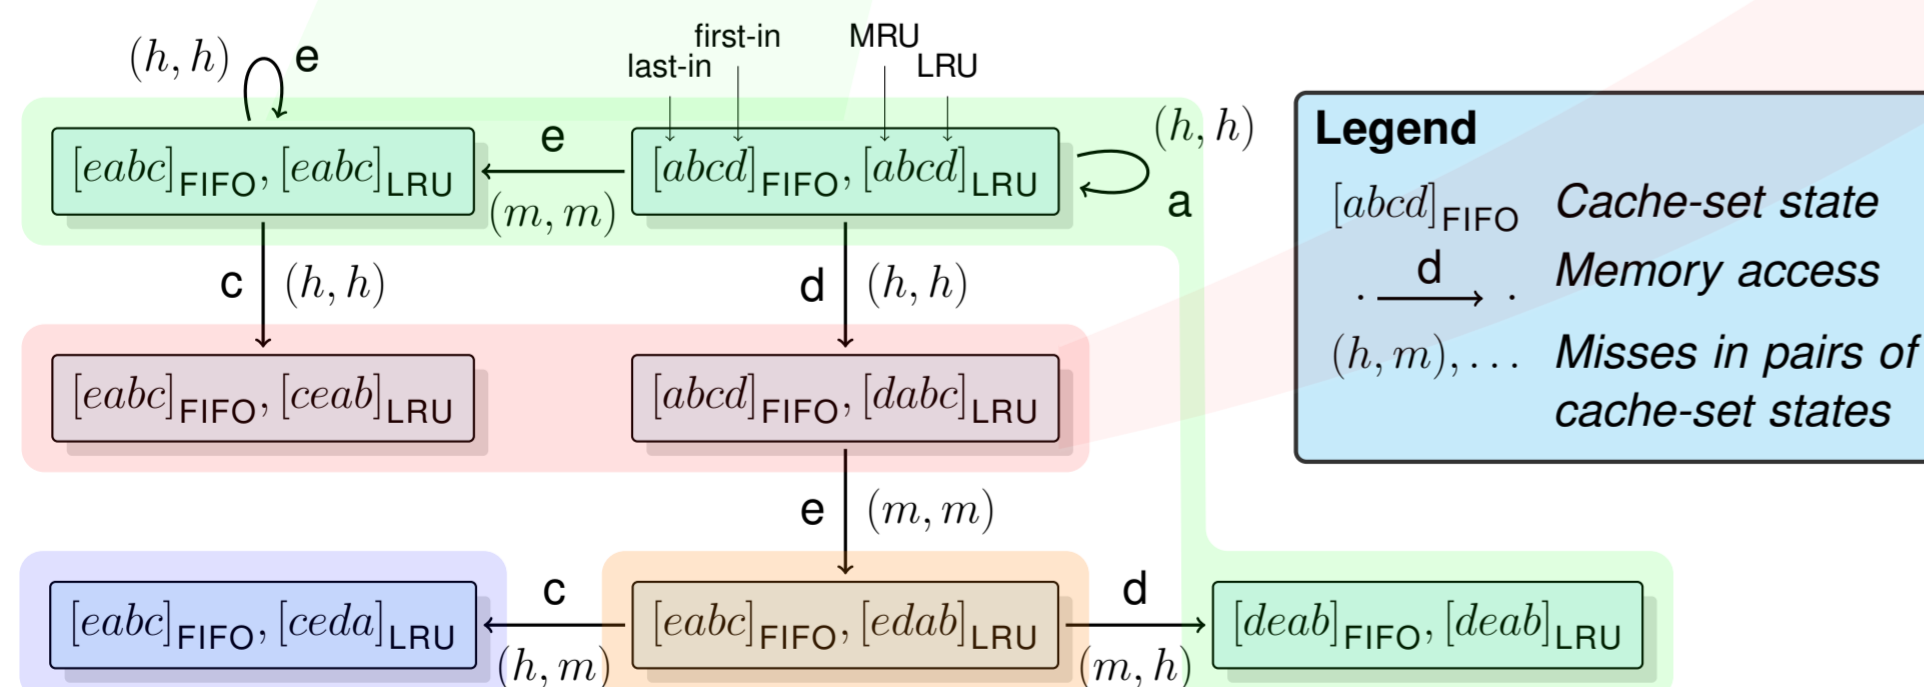 first-in MRU
last-in LRU
(h, h) e
(h, h)
[eabc]FIFO, [eabc]LRU
e
(m, m)
[abcd]FIFO, [abcd]LRU
a
c (h, h)
d (h, h)
[eabc]FIFO, [ceab]LRU
[abcd]FIFO, [dabc]LRU
e (m, m)
[eabc]FIFO, [ceda]LRU
c
(h, m)
[eabc]FIFO, [edab]LRU
d
(m, h)
[deab]FIFO, [deab]LRU
Legend
[abcd]FIFO Cache-set state
· d · Memory access
(h, m), . . . Misses in pairs of
cache-set states